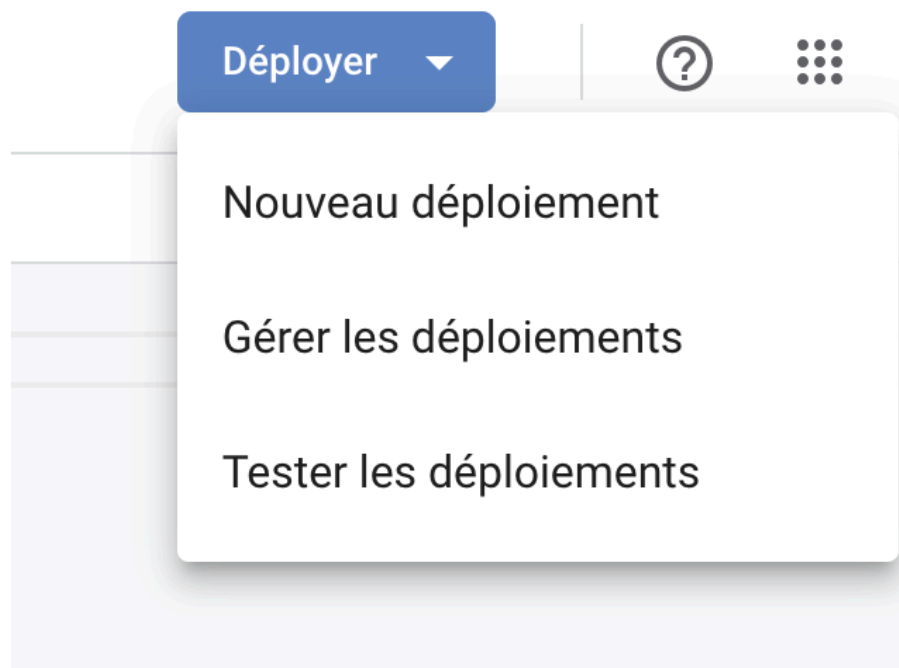 Déployer
Nouveau déploiement
Gérer les déploiements
Tester les déploiements